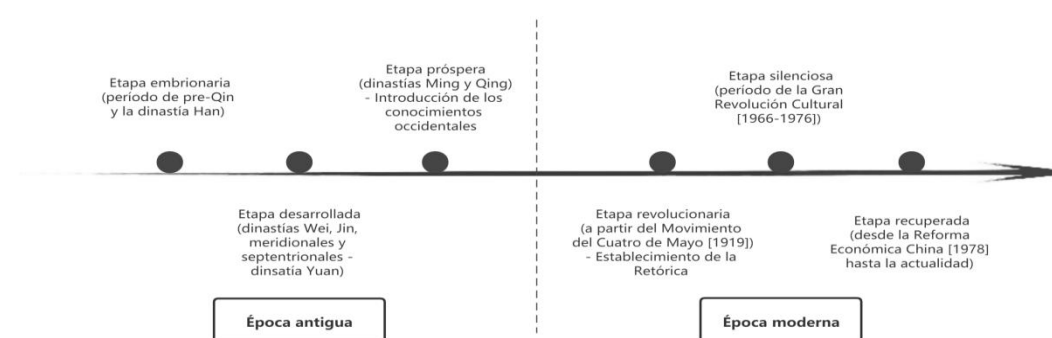 Etapa embrionaria
(período de pre-Qin
y la dinastía Han)
Etapa desarrollada
(dinastías Wei, Jin,
meridionales y
septentrionales -
dinsatía Yuan)
Etapa próspera
(dinastías Ming y Qing)
- Introducción de los
conocimientos
occidentales
Época antigua
Etapa revolucionaria
(a partir del Movimiento
del Cuatro de Mayo [1919])
- Establecimiento de la
Retórica
Etapa silenciosa
(período de la Gran
Revolución Cultural
[1966-1976])
Etapa recuperada
(desde la Reforma
Económica China [1978]
hasta la actualidad)
Época moderna